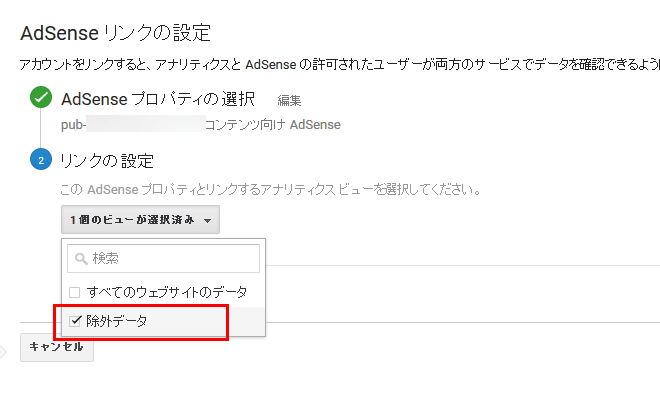 AdSense リンクの設定
アカウントをリンクすると、アナリティクスと AdSense の許可されたユーザーが両方のサービスでデータを確認できるよう
AdSense プロパティの選択 編集
pub- コンテンツ向け AdSense
2 リンクの設定
この AdSense プロパティとリンクするアナリティクス ビューを選択してください。
1個のビューが選択済み
検索
すべてのウェブサイトのデータ
除外データ
キャンセル